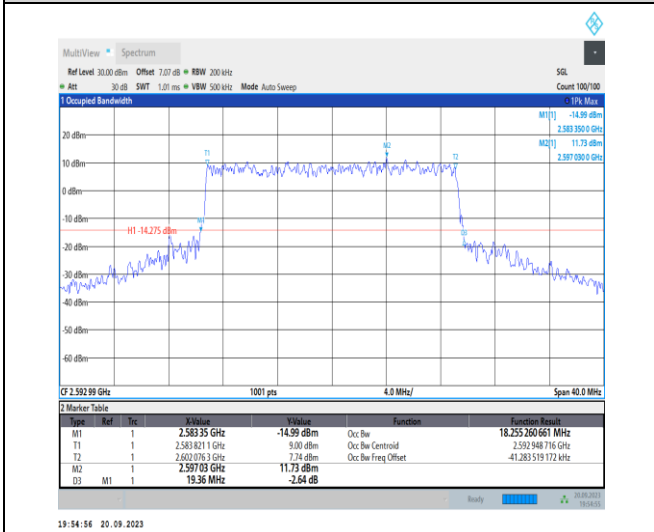 MultiView Spectrum
Ref Level 30.00 dBm Offset 7.07 dB RBW 200 kHz SGL
Att 30 dB SWT 1.01 ms VBW 500 kHz Mode Auto Sweep Count 100/100
1 Occupied Bandwidth 1Pk Max
M1[1] -14.99 dBm
2.583 350 0 GHz
M2[1] 11.73 dBm
2.597 030 0 GHz
20 dBm
M2
T1
T2
10 dBm
0 dBm
-10 dBm
M1
H1 -14.275 dBm
D3
-30 dBm
-40 dBm
-50 dBm
-60 dBm
CF 2.592 99 GHz 1001 pts 4.0 MHz/ Span 40.0 MHz
2 Marker Table
Type Ref Trc X-Value Y-Value Function Function Result
M1 1 2.583 35 GHz -14.99 dBm Occ Bw 18.255 260 661 MHz
T1 1 2.583 821 1 GHz 9.00 dBm Occ Bw Centroid 2.592 948 716 GHz
T2 1 2.602 076 3 GHz 7.74 dBm Occ Bw Freq Offset -41.283 519 172 kHz
M2 1 2.597 03 GHz 11.73 dBm
D3 M1 1 19.36 MHz -2.64 dB
Ready 20.09.2023
19:54:55
19:54:56 20.09.2023